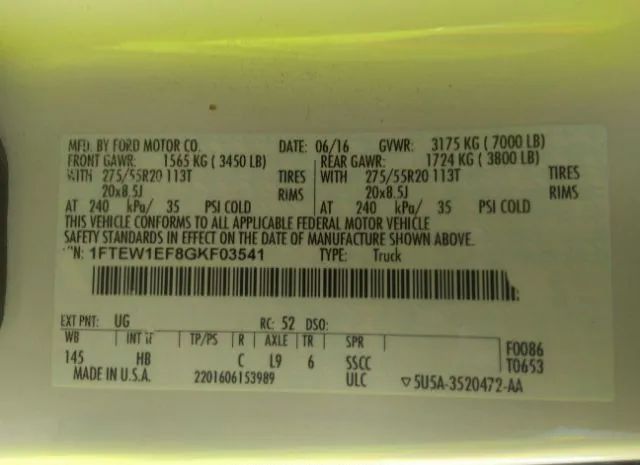 MFD. BY FORD MOTOR CO. DATE: 06/16 GVWR: 3175 KG ( 7000 LB)
FRONT GAWR: 1565 KG ( 3450 LB) REAR GAWR: 1724 KG ( 3800 LB)
WITH 275/55R20 113T TIRES WITH 275/55R20 113T TIRES
20x8.5J RIMS 20x8.5J RIMS
AT 240 kPa/ 35 PSI COLD AT 240 kPa/ 35 PSI COLD
THIS VEHICLE CONFORMS TO ALL APPLICABLE FEDERAL MOTOR VEHICLE
SAFETY STANDARDS IN EFFECT ON THE DATE OF MANUFACTURE SHOWN ABOVE.
1FTEW1EF8GKF03541 TYPE: Truck
EXT PNT: UG RC: 52 DSO:
WB INT TP/PS R AXLE TR SPR F0086
145 HB C L9 6 SSCC T0653
MADE IN U.S.A. 2201606153989 ULC ▽5U5A-3520472-AA